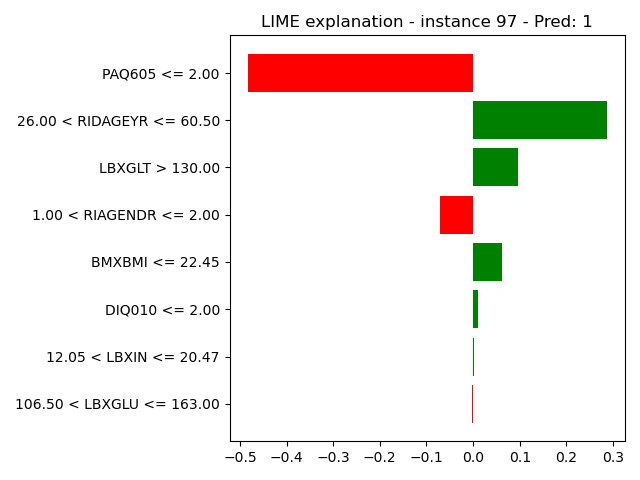 LIME explanation - instance 97 - Pred: 1
PAQ605 <= 2.00
26.00 < RIDAGEYR <= 60.50
LBXGLT > 130.00
1.00 < RIAGENDR <= 2.00
BMXBMI <= 22.45
DIQ010 <= 2.00
12.05 < LBXIN <= 20.47
106.50 < LBXGLU <= 163.00
−0.5 −0.4 −0.3 −0.2 −0.1 0.0 0.1 0.2 0.3